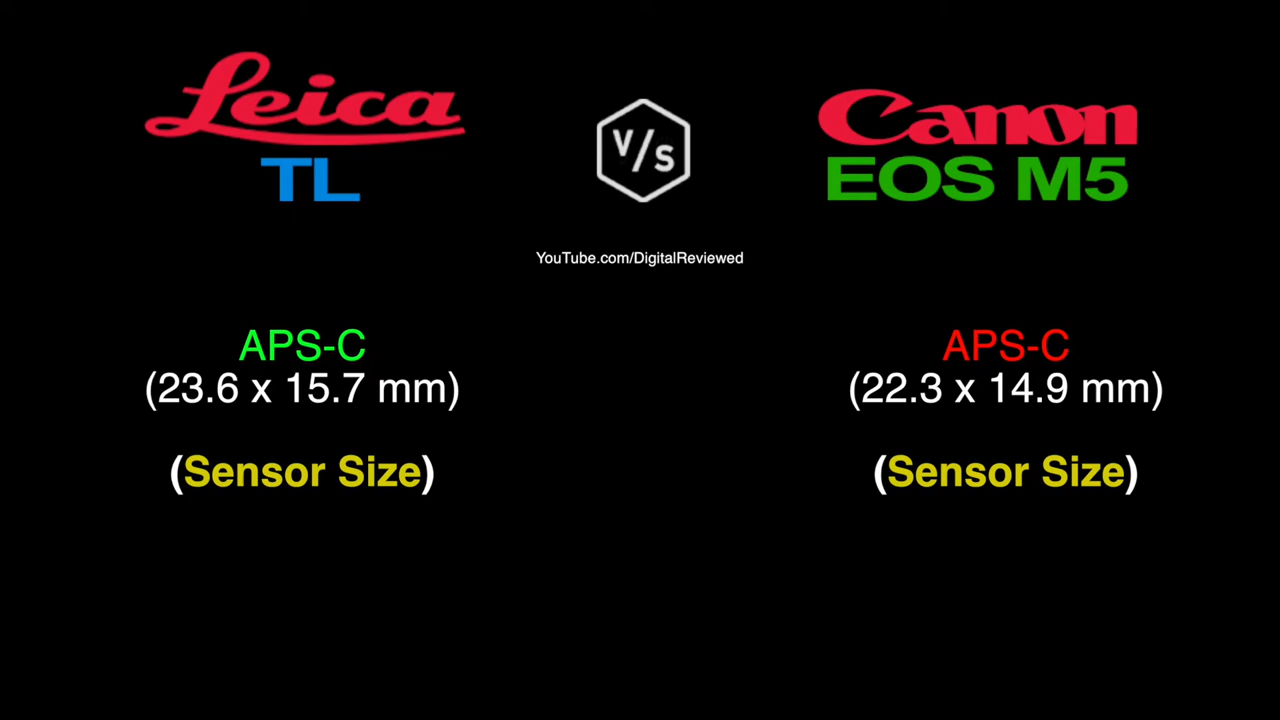 Leica
TL
V/S
Canon
EOS M5
YouTube.com/DigitalReviewed
APS-C
(23.6 x 15.7 mm)
(Sensor Size)
APS-C
(22.3 x 14.9 mm)
(Sensor Size)